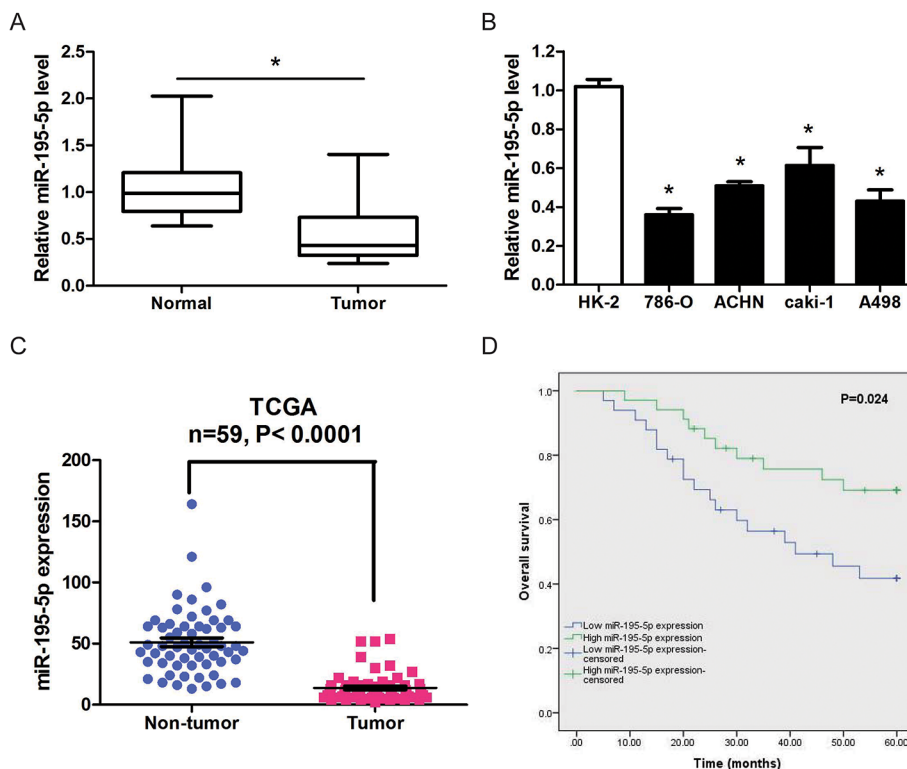 A
Relative miR-195-5p level
2.5
2.0
1.5
1.0
0.5
0.0
*
Normal
Tumor
B
Relative miR-195-5p level
1.2
1.0
0.8
0.6
0.4
0.2
0.0
*
*
*
*
HK-2
786-O
ACHN
caki-1
A498
C
TCGA
n=59, P< 0.0001
miR-195-5p expression
200
150
100
50
0
Non-tumor
Tumor
D
P=0.024
Overall survival
1.0
0.8
0.6
0.4
0.2
0.0
Low miR-195-5p expression
High miR-195-5p expression
Low miR-195-5p expression-
censored
High miR-195-5p expression-
censored
.00
10.00
20.00
30.00
40.00
50.00
60.00
Time (months)